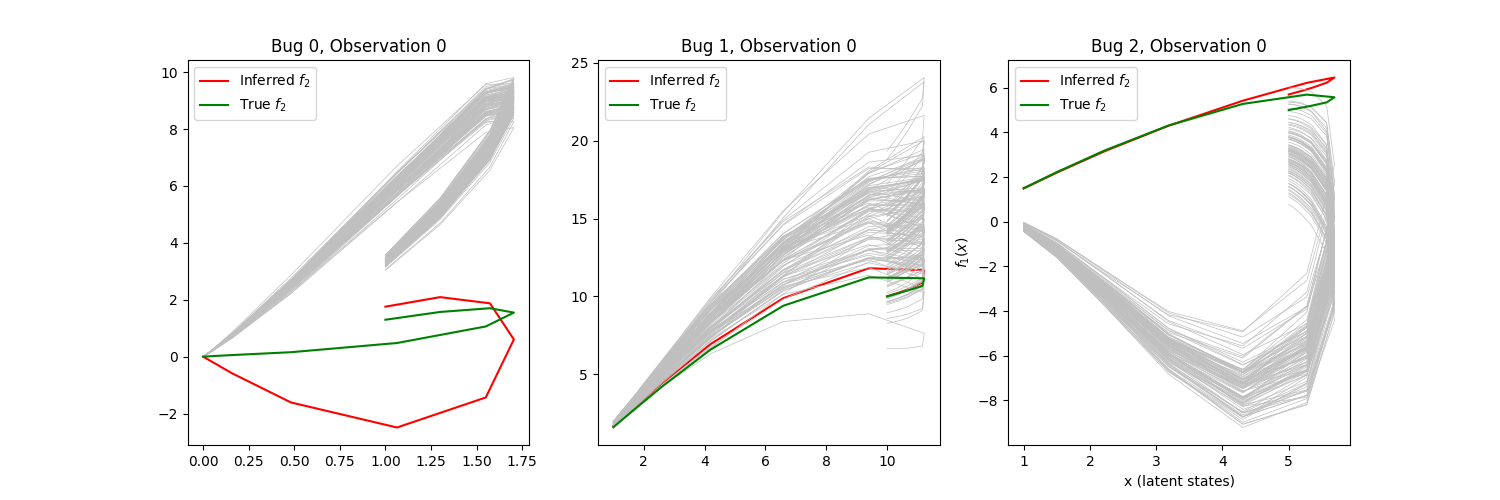 Bug 0, Observation 0
Inferred f₂
True f₂
10
8
6
4
2
0
−2
0.00 0.25 0.50 0.75 1.00 1.25 1.50 1.75
Bug 1, Observation 0
Inferred f₂
True f₂
25
20
15
10
5
2 4 6 8 10
Bug 2, Observation 0
Inferred f₂
True f₂
f₁(x)
6
4
2
0
−2
−4
−6
−8
1 2 3 4 5
x (latent states)